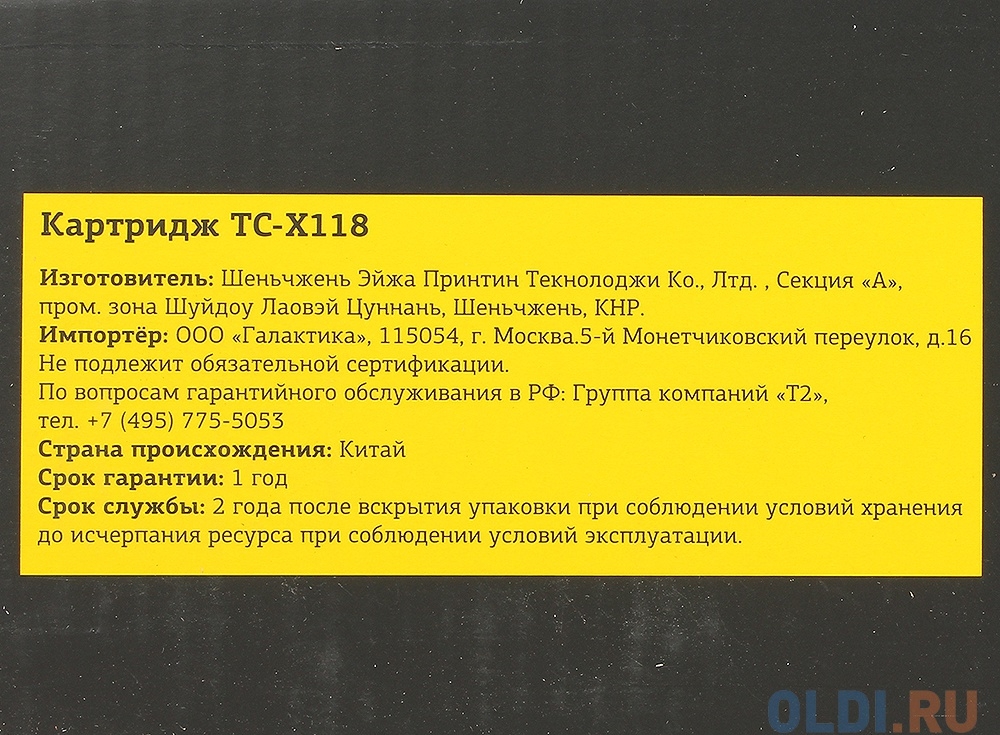 Картридж TC-X118
Изготовитель: Шеньчжень Эйжа Принтин Текнолоджи Ко., Лтд. , Секция «А»,
пром. зона Шуйдоу Лаовэй Цуннань, Шеньчжень, КНР.
Импортёр: ООО «Галактика», 115054, г. Москва.5-й Монетчиковский переулок, д.16
Не подлежит обязательной сертификации.
По вопросам гарантийного обслуживания в РФ: Группа компаний «Т2»,
тел. +7 (495) 775-5053
Страна происхождения: Китай
Срок гарантии: 1 год
Срок службы: 2 года после вскрытия упаковки при соблюдении условий хранения
до исчерпания ресурса при соблюдении условий эксплуатации.
OLDI.RU